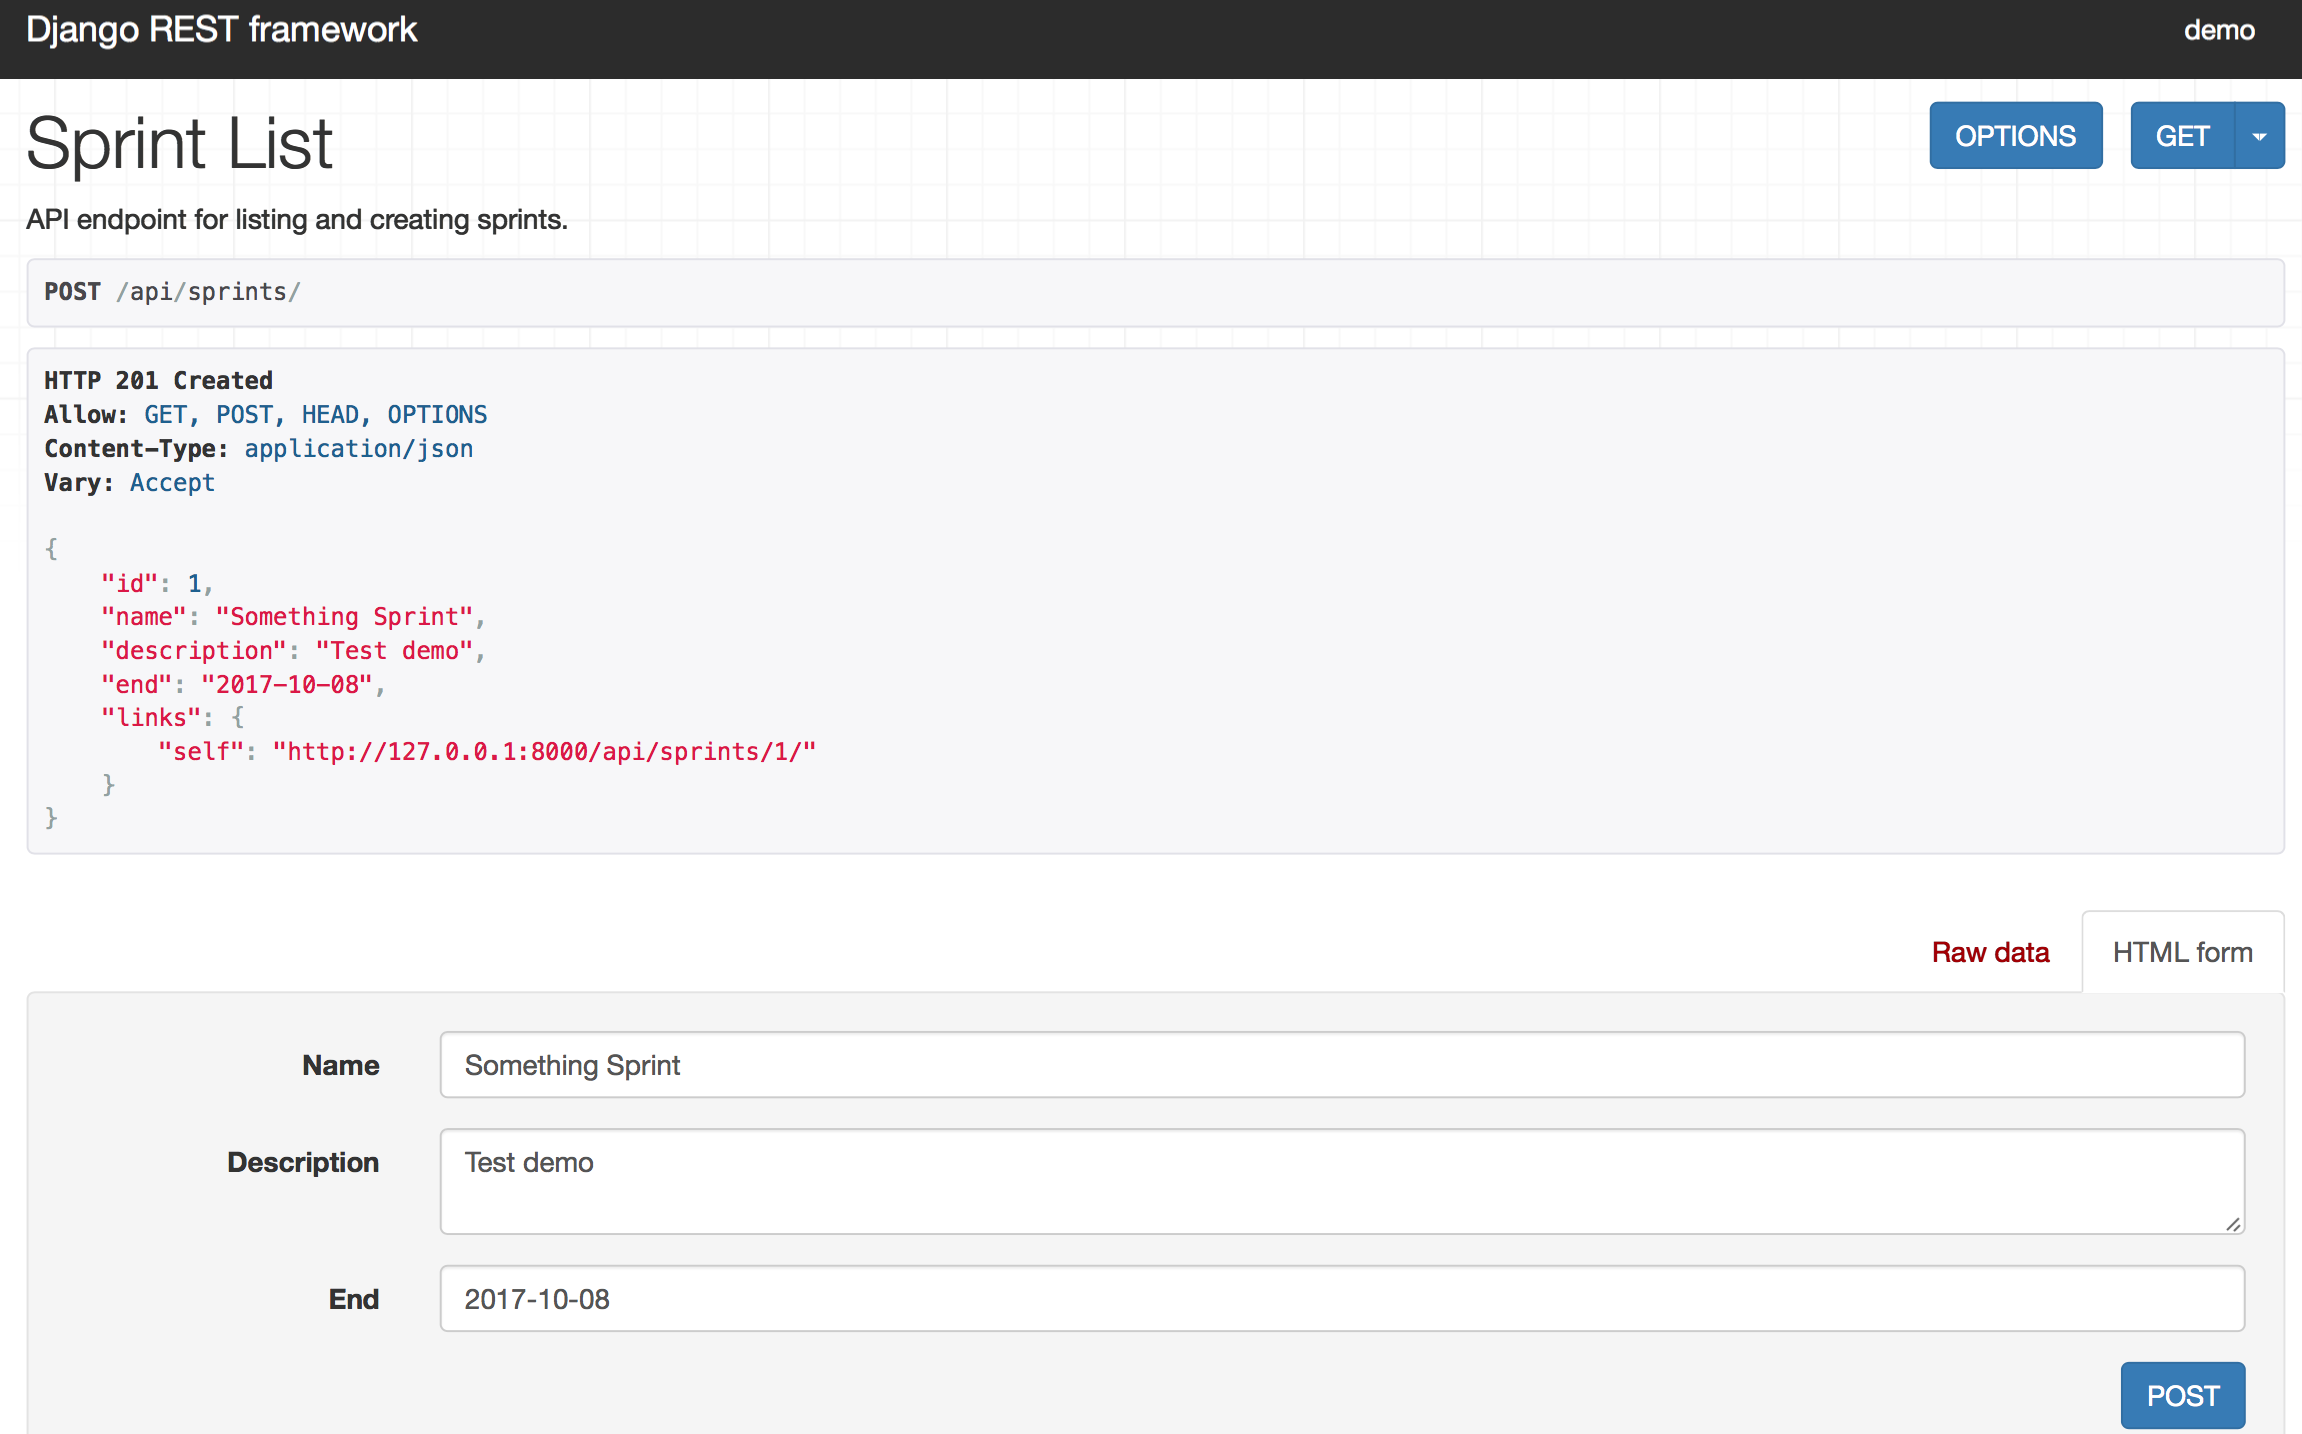 Django REST framework
demo
Sprint List
OPTIONS
GET
API endpoint for listing and creating sprints.
POST /api/sprints/
HTTP 201 Created
Allow: GET, POST, HEAD, OPTIONS
Content-Type: application/json
Vary: Accept
{
    "id": 1,
    "name": "Something Sprint",
    "description": "Test demo",
    "end": "2017-10-08",
    "links": {
        "self": "http://127.0.0.1:8000/api/sprints/1/"
    }
}
Raw data
HTML form
Name
Something Sprint
Description
Test demo
End
2017-10-08
POST